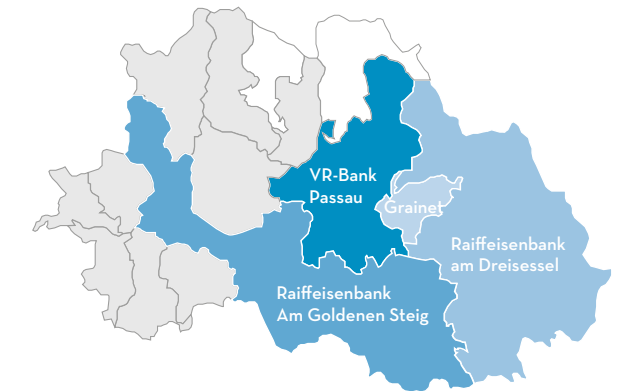 VR-Bank
Passau
Grainet
Raiffeisenbank
am Dreisessel
Raiffeisenbank
Am Goldenen Steig